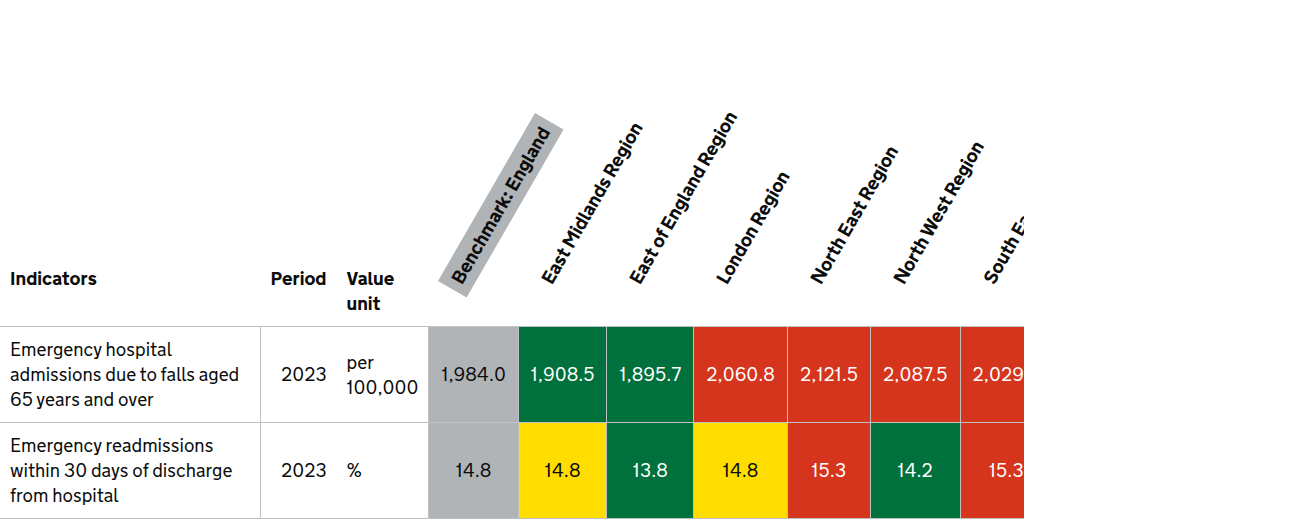 Benchmark: England
East Midlands Region
East of England Region
London Region
North East Region
North West Region
South
Indicators Period Value
unit
Emergency hospital
admissions due to falls aged
65 years and over
2023
per
100,000
1,984.0 1,908.5 1,895.7 2,060.8 2,121.5 2,087.5 2,029
Emergency readmissions
within 30 days of discharge
from hospital
2023 % 14.8 14.8 13.8 14.8 15.3 14.2 15.3